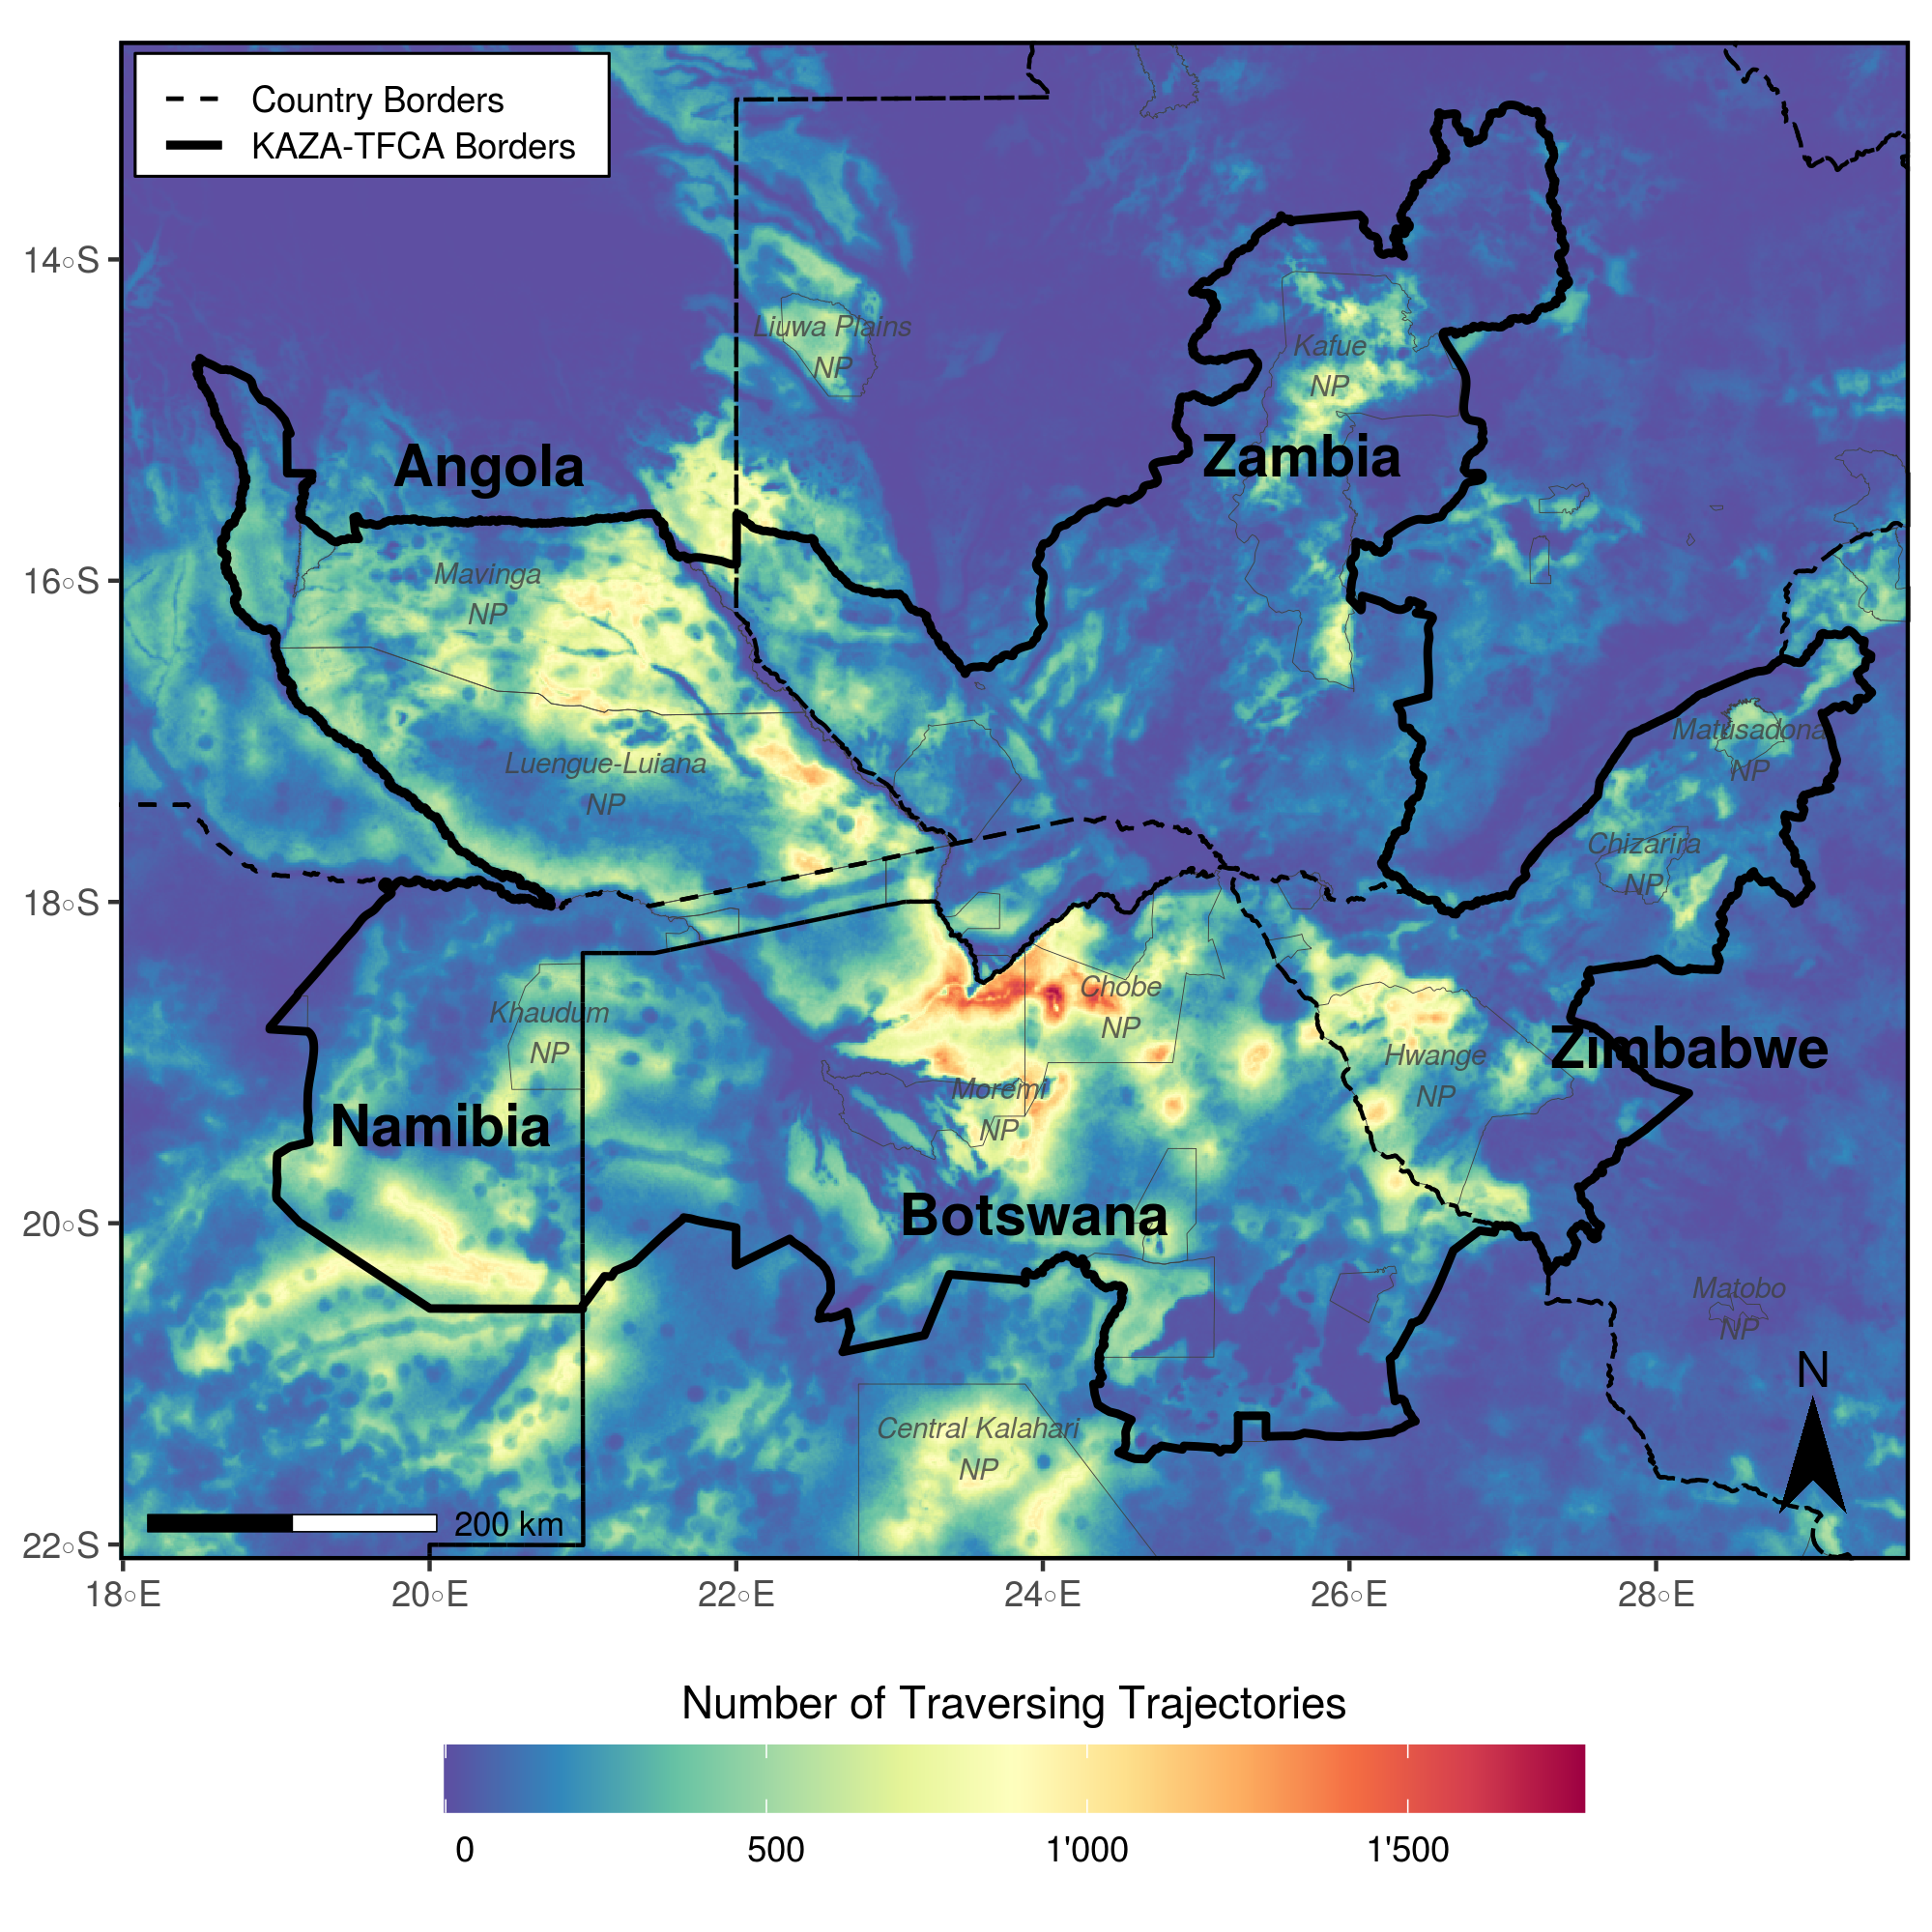 Country Borders
KAZA-TFCA Borders
14◦S
16◦S
18◦S
20◦S
22◦S
Liuwa Plains
NP
Kafue
NP
Angola
Zambia
Mavinga
NP
Luengue-Luiana
NP
Matusadona
NP
Chizarira
NP
Khaudum
NP
Chobe
NP
Hwange
NP
Zimbabwe
Moremi
NP
Namibia
Botswana
Matobo
NP
Central Kalahari
NP
N
200 km
18◦E
20◦E
22◦E
24◦E
26◦E
28◦E
Number of Traversing Trajectories
0
500
1'000
1'500